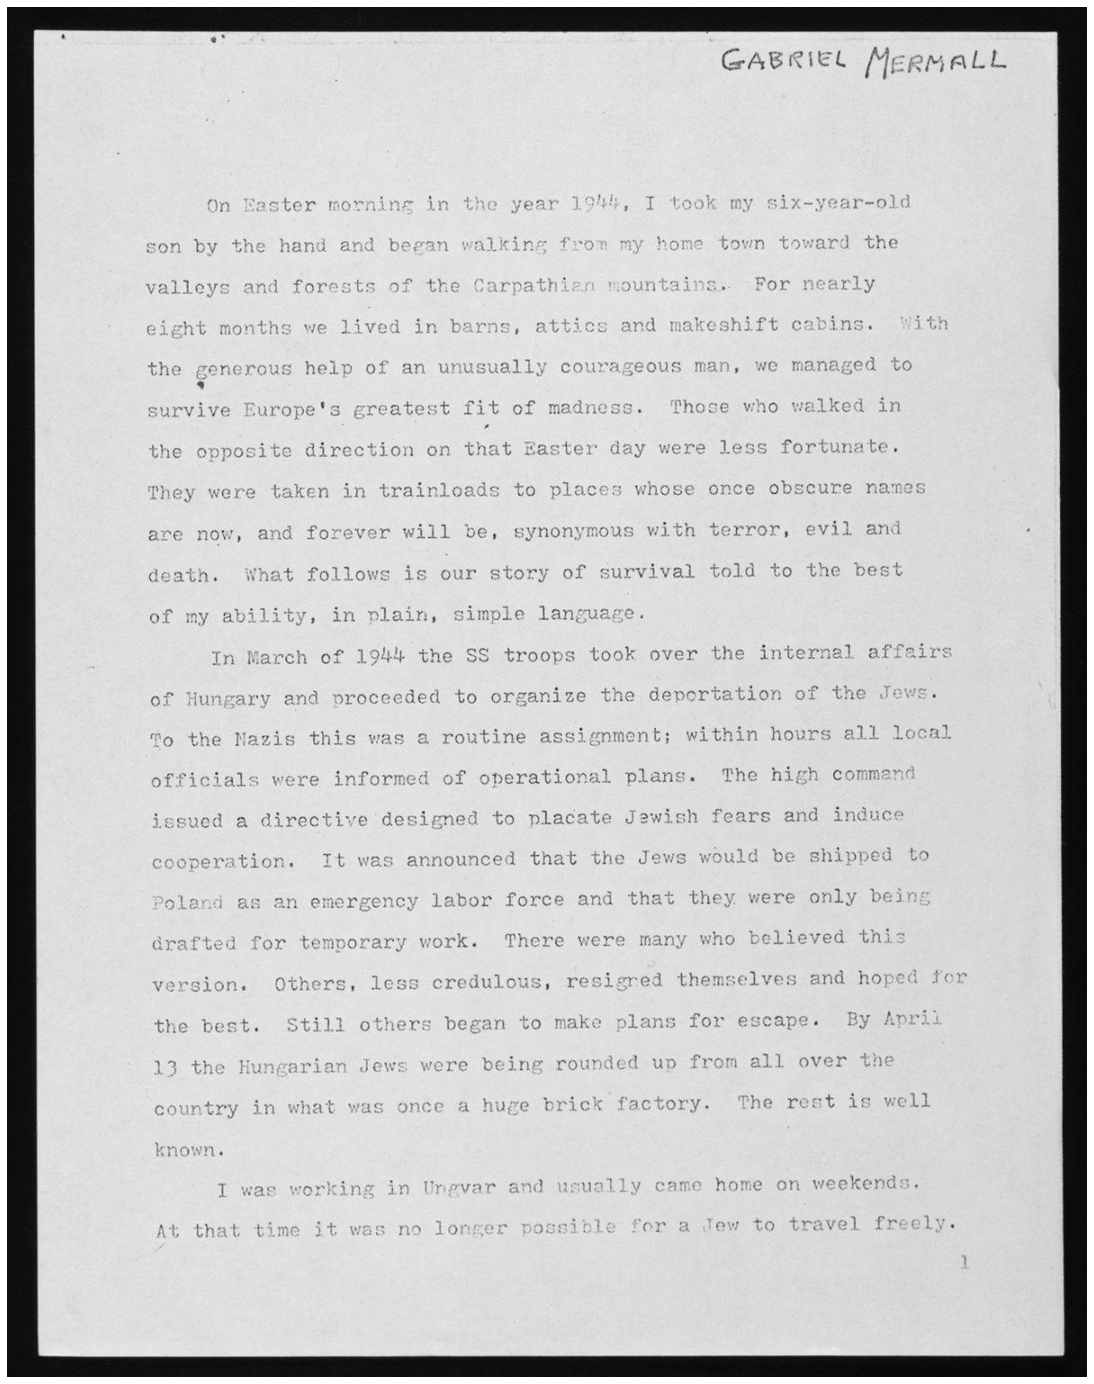 GABRIEL MERMALL
On Easter morning in the year 1944, I took my six-year-old
son by the hand and began walking from my home town toward the
valleys and forests of the Carpathian mountains. For nearly
eight months we lived in barns, attics and makeshift cabins. With
the generous help of an unusually courageous man, we managed to
survive Europe's greatest fit of madness. Those who walked in
the opposite direction on that Easter day were less fortunate.
They were taken in trainloads to places whose once obscure names
are now, and forever will be, synonymous with terror, evil and
death. What follows is our story of survival told to the best
of my ability, in plain, simple language.
In March of 1944 the SS troops took over the internal affairs
of Hungary and proceeded to organize the deportation of the Jews.
To the Nazis this was a routine assignment; within hours all local
officials were informed of operational plans. The high command
issued a directive designed to placate Jewish fears and induce
cooperation. It was announced that the Jews would be shipped to
Poland as an emergency labor force and that they were only being
drafted for temporary work. There were many who believed this
version. Others, less credulous, resigned themselves and hoped for
the best. Still others began to make plans for escape. By April
13 the Hungarian Jews were being rounded up from all over the
country in what was once a huge brick factory. The rest is well
known.
I was working in Ungvar and usually came home on weekends.
At that time it was no longer possible for a Jew to travel freely.
1